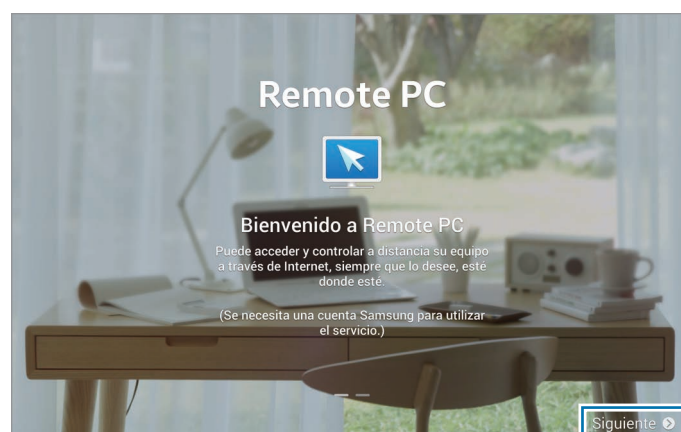 Remote PC
Bienvenido a Remote PC
Puede acceder y controlar a distancia su equipo
a través de Internet, siempre que lo desee, esté
donde esté.
(Se necesita una cuenta Samsung para utilizar
el servicio.)
Siguiente